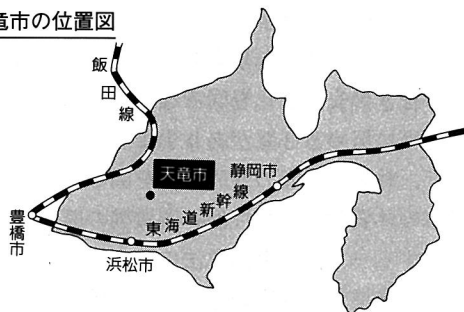 竜市の位置図
飯田線
天竜市
静岡市
東海道新幹線
豊橋市
浜松市